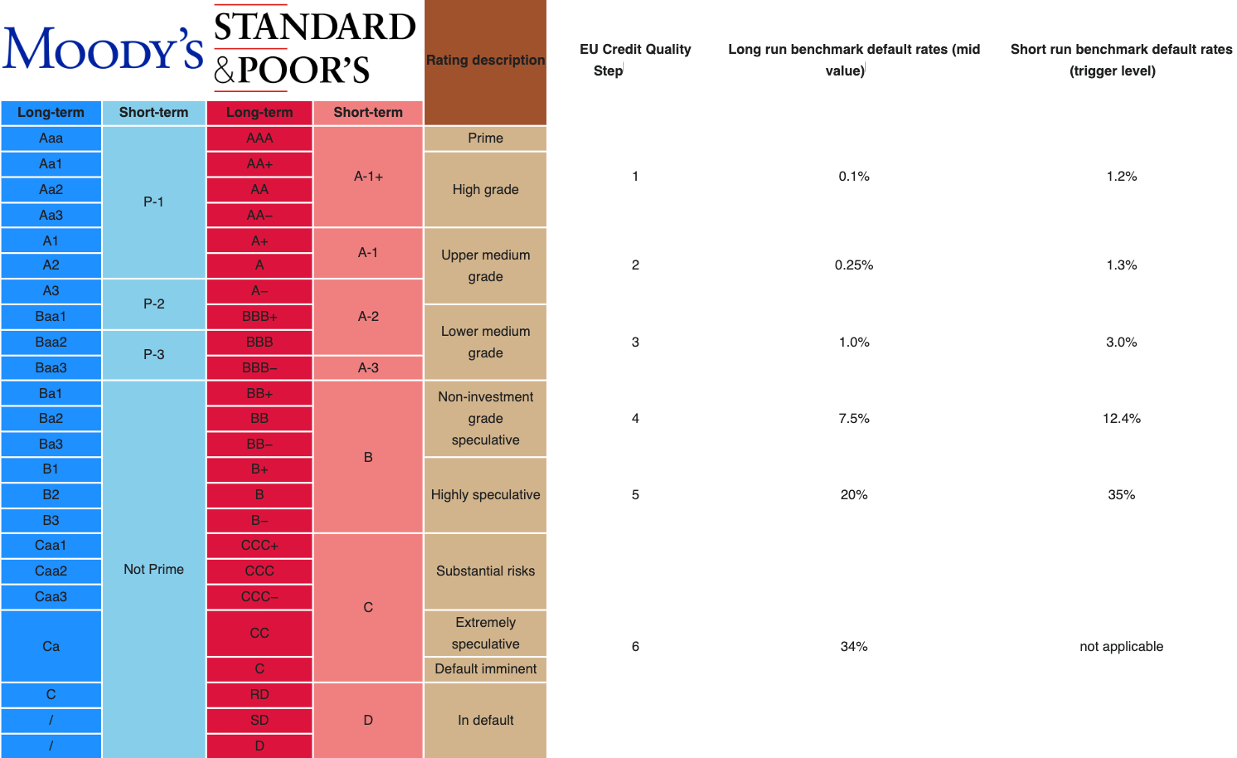 MOODY'S
STANDARD
&POOR'S
Rating description
EU Credit Quality
Step
Long run benchmark default rates (mid
value)
Short run benchmark default rates
(trigger level)
Long-term
Short-term
Long-term
Short-term
Aaa
P-1
AAA
A-1+
Prime
1
0.1%
1.2%
Aa1
AA+
High grade
Aa2
AA
Aa3
AA−
A1
A+
A-1
Upper medium
grade
2
0.25%
1.3%
A2
A
A3
P-2
A−
A-2
Baa1
BBB+
Lower medium
grade
3
1.0%
3.0%
Baa2
P-3
BBB
Baa3
BBB−
A-3
Ba1
Not Prime
BB+
B
Non-investment
grade
speculative
4
7.5%
12.4%
Ba2
BB
Ba3
BB−
B1
B+
Highly speculative
5
20%
35%
B2
B
B3
B−
Caa1
CCC+
C
Substantial risks
6
34%
not applicable
Caa2
CCC
Caa3
CCC−
Ca
CC
Extremely
speculative
C
Default imminent
C
RD
D
In default
/
SD
/
D